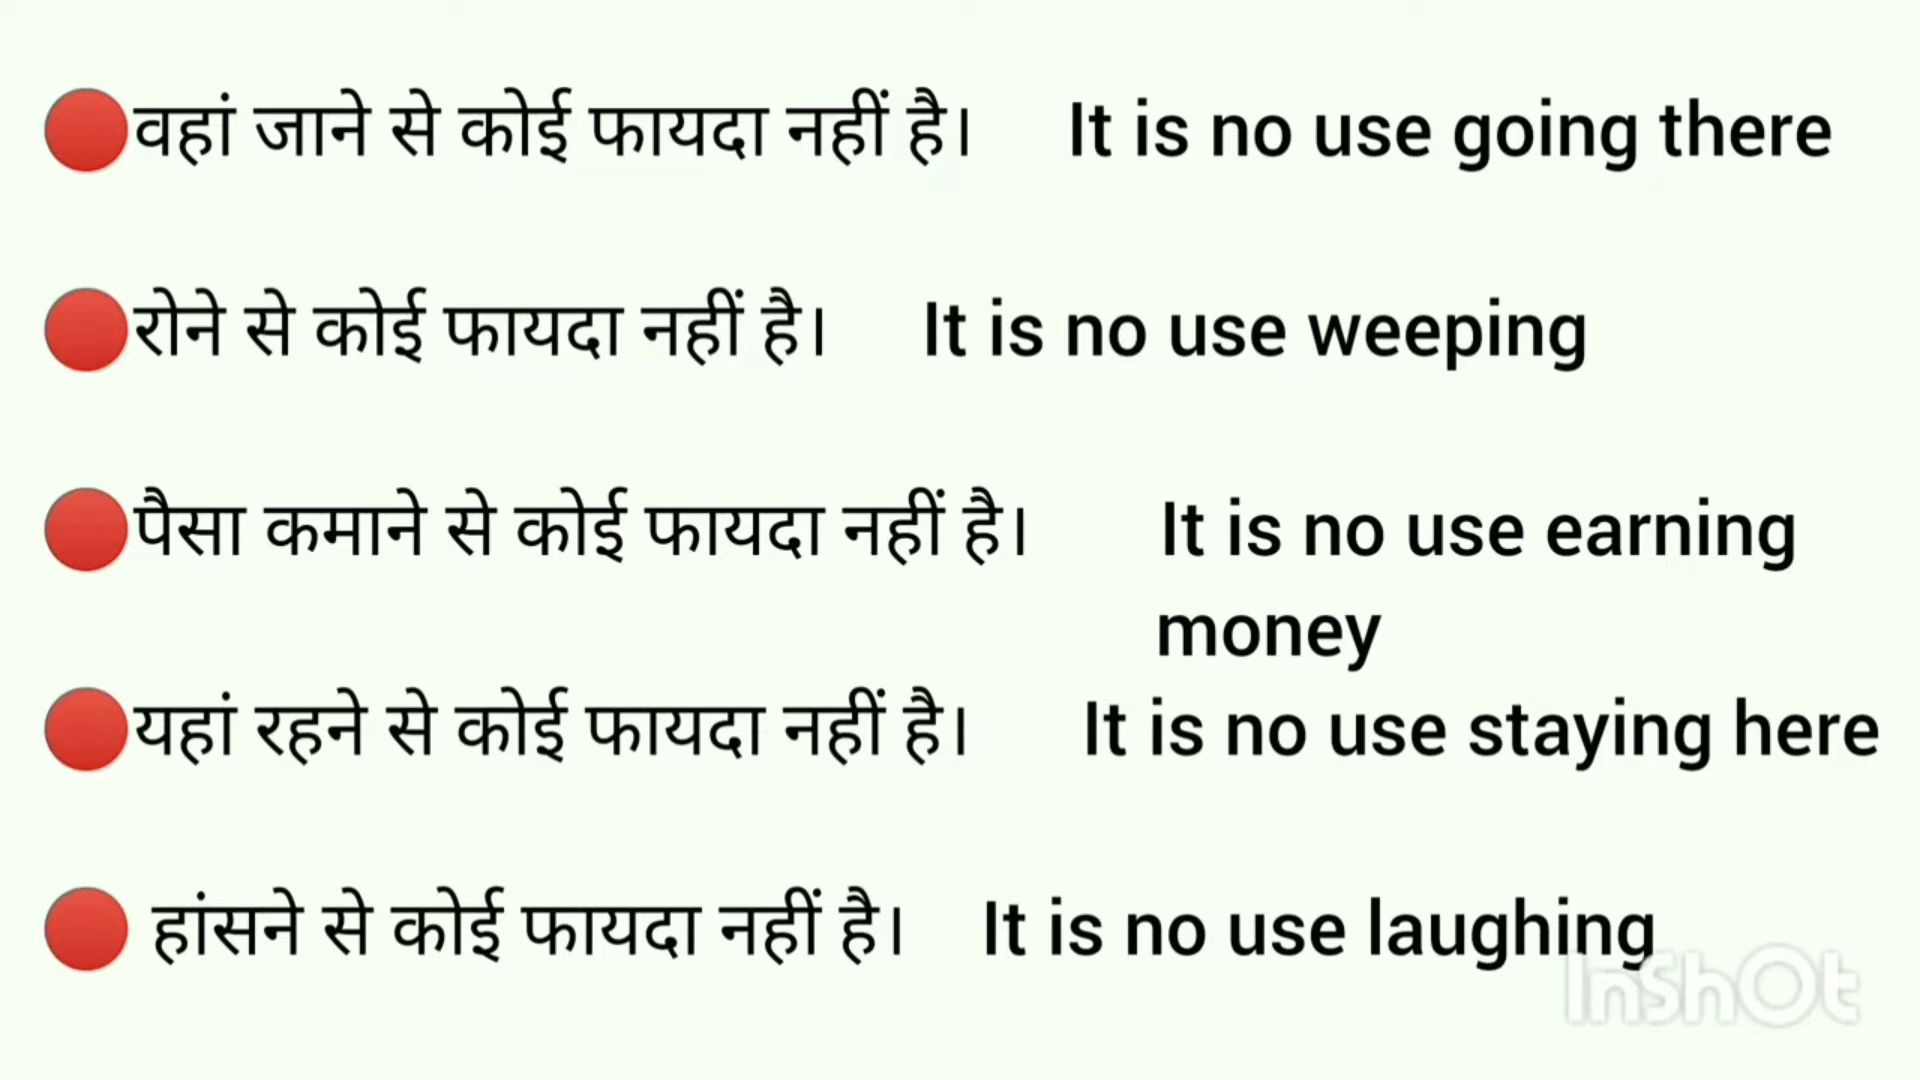 🔴वहां जाने से कोई फायदा नहीं है। It is no use going there
🔴रोने से कोई फायदा नहीं है। It is no use weeping
🔴पैसा कमाने से कोई फायदा नहीं है। It is no use earning
money
🔴यहां रहने से कोई फायदा नहीं है। It is no use staying here
🔴 हांसने से कोई फायदा नहीं है। It is no use laughing
InShOt